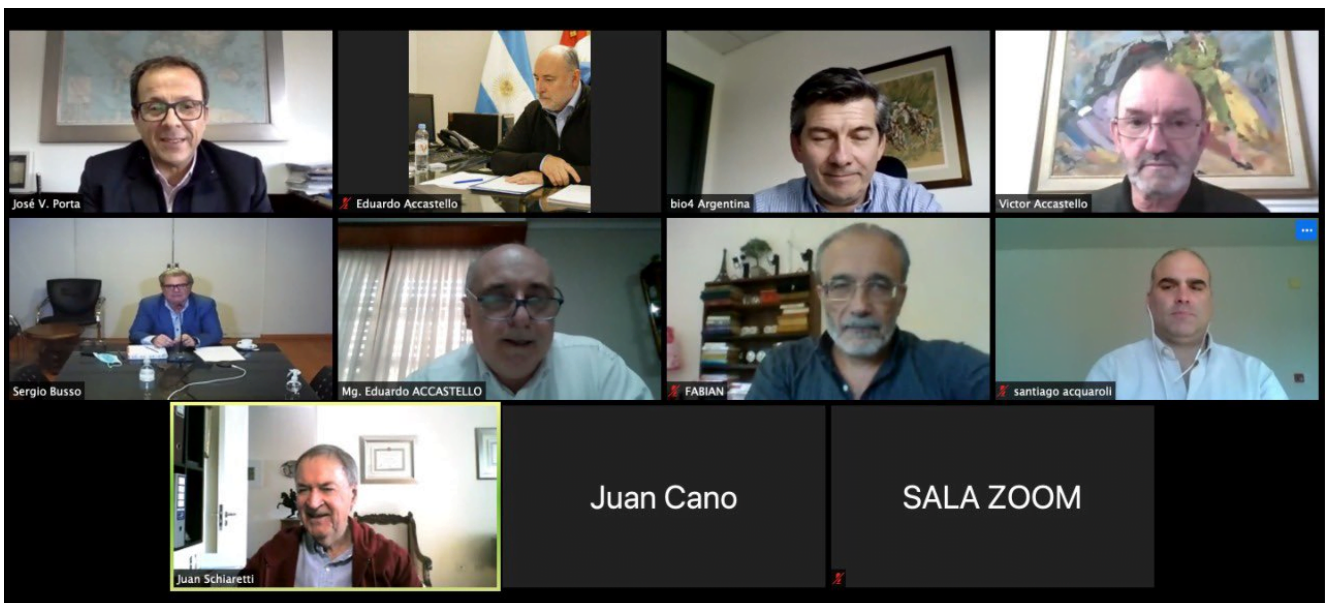 José V. Porta
Eduardo Accastello
bio4 Argentina
Victor Accastello
Sergio Busso
Mg. Eduardo ACCASTELLO
FABIAN
santiago acquaroli
Juan Schiaretti
Juan Cano
SALA ZOOM